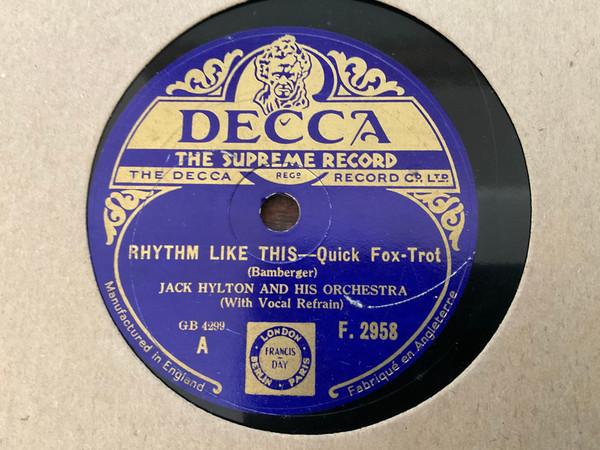 DECCA
THE SUPREME RECORD
THE DECCA REGD RECORD CO. LTD.
RHYTHM LIKE THIS—Quick Fox-Trot
(Bamberger)
JACK HYLTON AND HIS ORCHESTRA
(With Vocal Refrain)
GB 4299
A
F. 2958
LONDON
FRANCIS - DAY
BERLIN • PARIS
Manufactured in England
Fabriqué en Angleterre